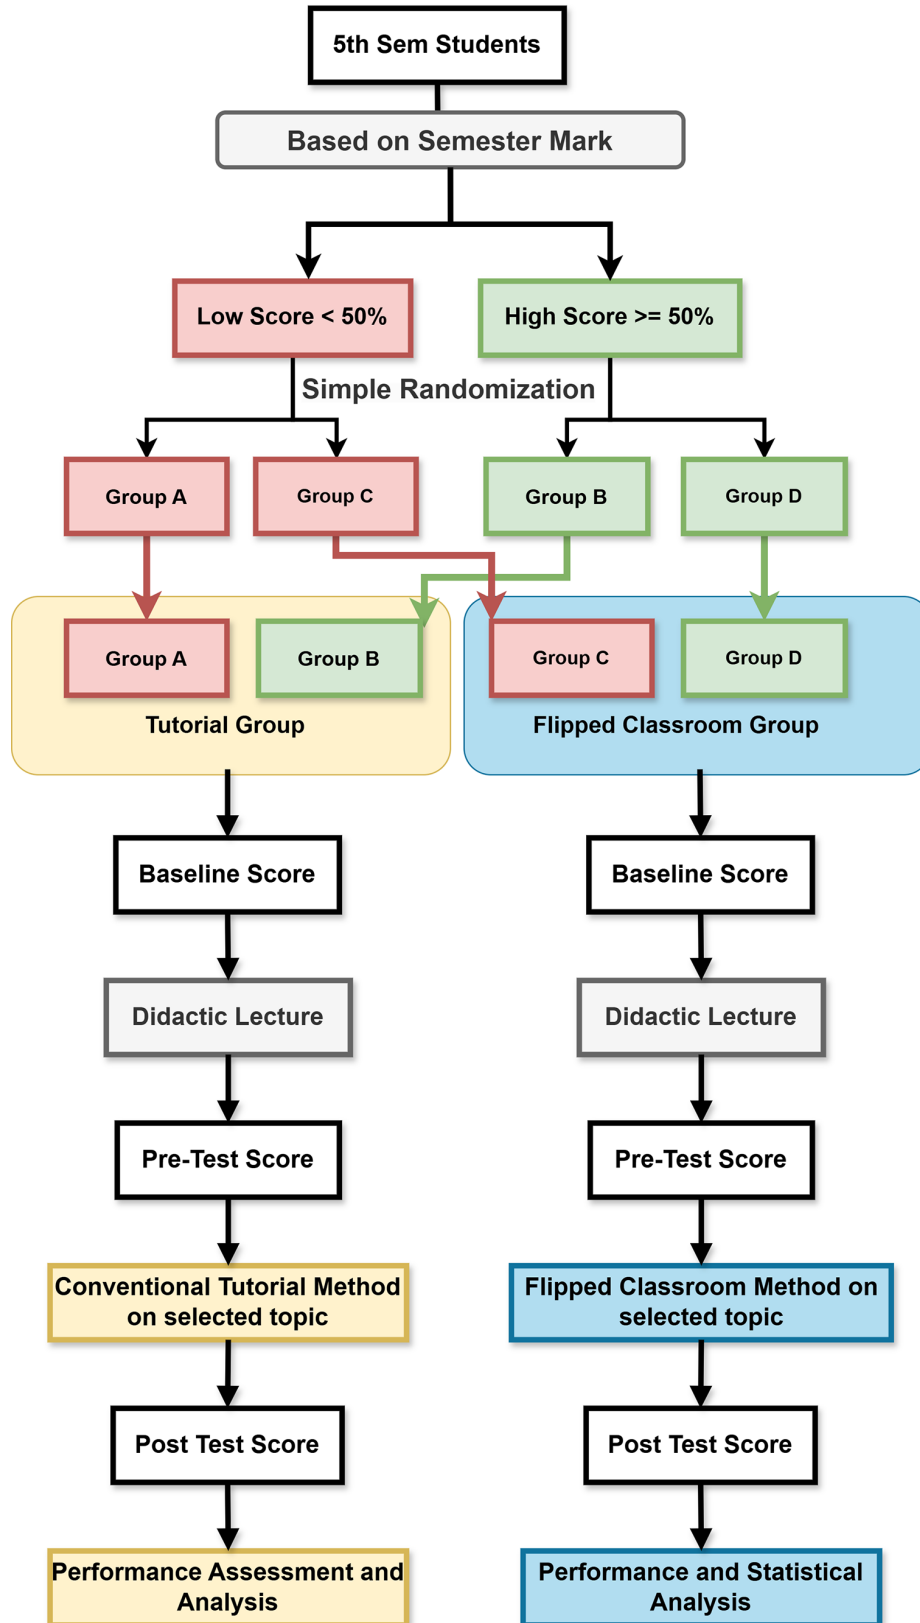 5th Sem Students
Based on Semester Mark
Low Score < 50%
High Score >= 50%
Simple Randomization
Group A
Group C
Group B
Group D
Group A
Group B
Group C
Group D
Tutorial Group
Flipped Classroom Group
Baseline Score
Baseline Score
Didactic Lecture
Didactic Lecture
Pre-Test Score
Pre-Test Score
Conventional Tutorial Method
on selected topic
Flipped Classroom Method on
selected topic
Post Test Score
Post Test Score
Performance Assessment and
Analysis
Performance and Statistical
Analysis